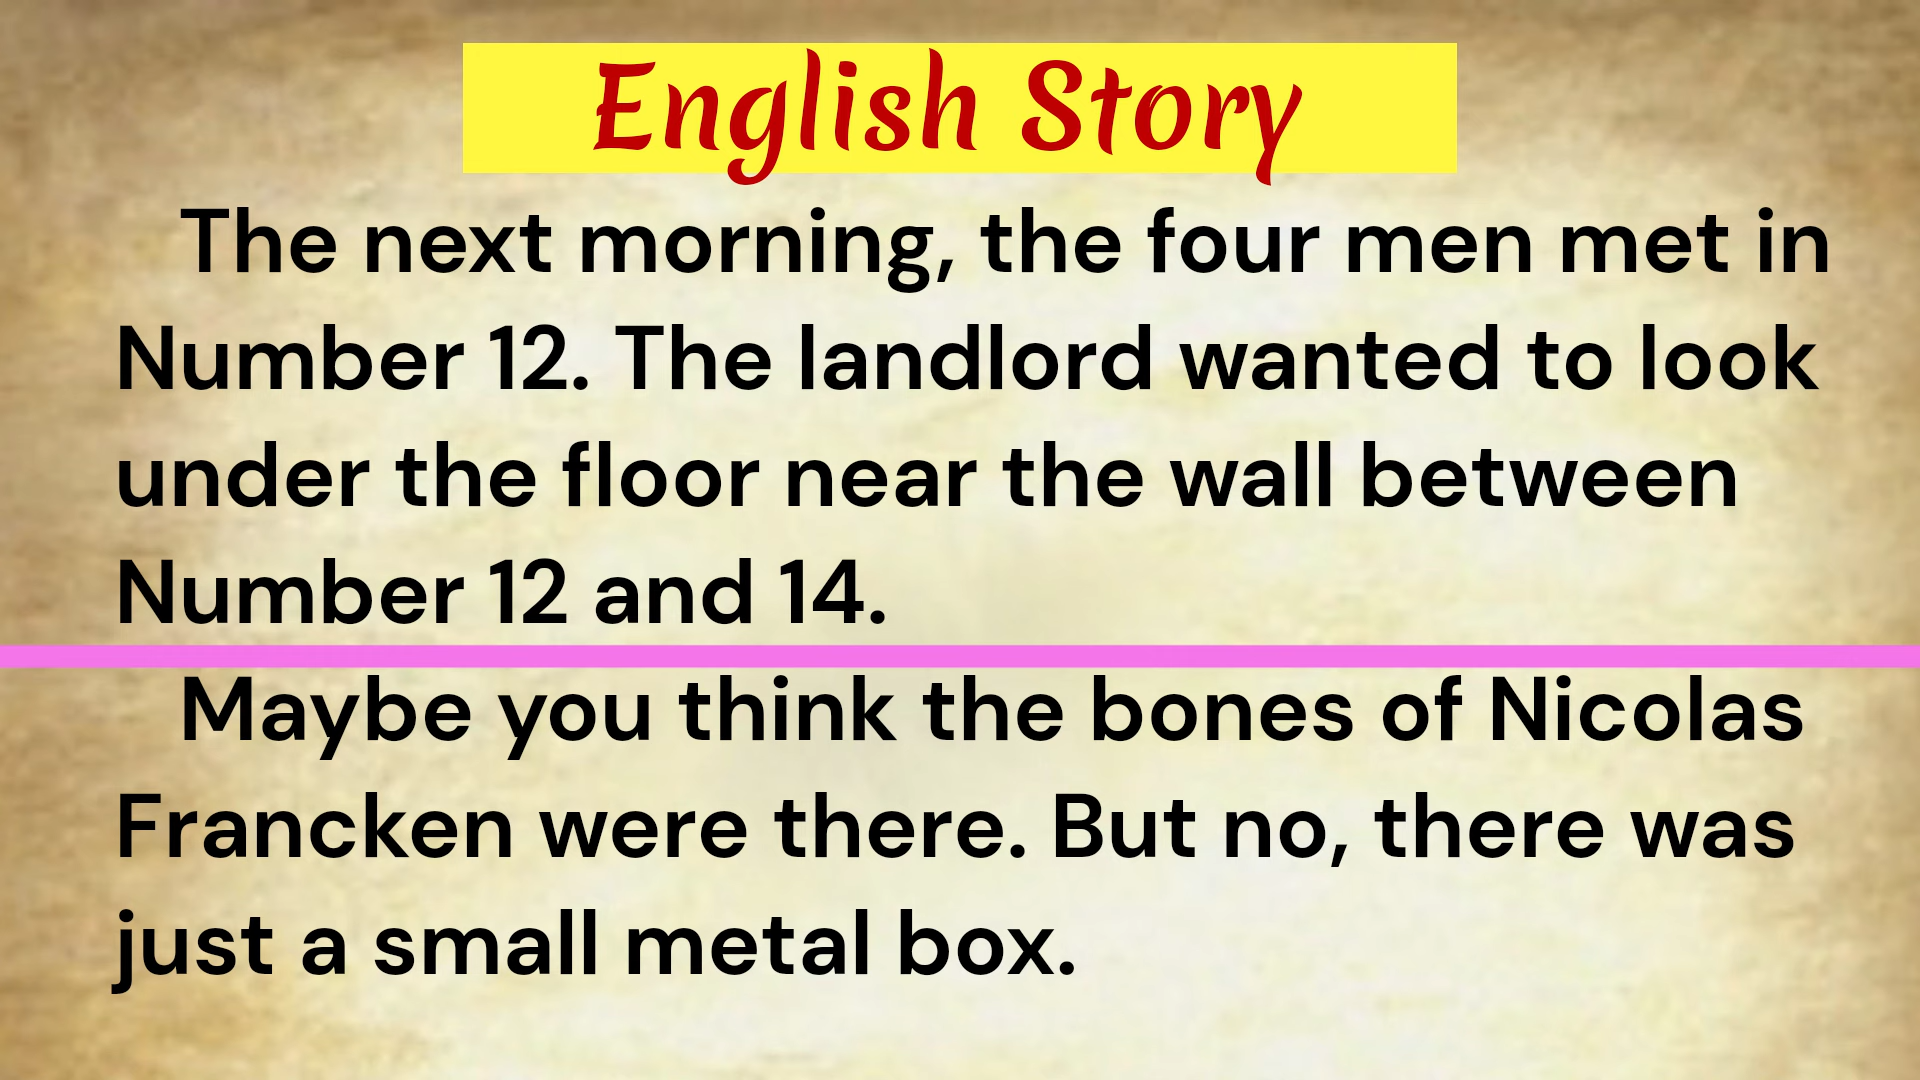 English Story
The next morning, the four men met in
Number 12. The landlord wanted to look
under the floor near the wall between
Number 12 and 14.
Maybe you think the bones of Nicolas
Francken were there. But no, there was
just a small metal box.